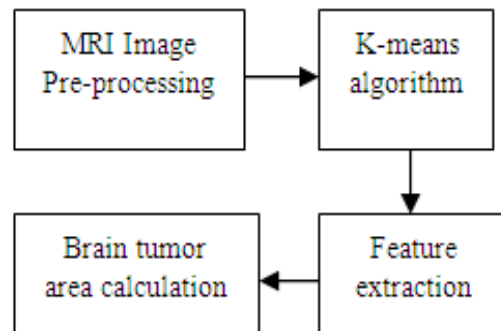 MRI Image
Pre-processing
K-means
algorithm
Feature
extraction
Brain tumor
area calculation